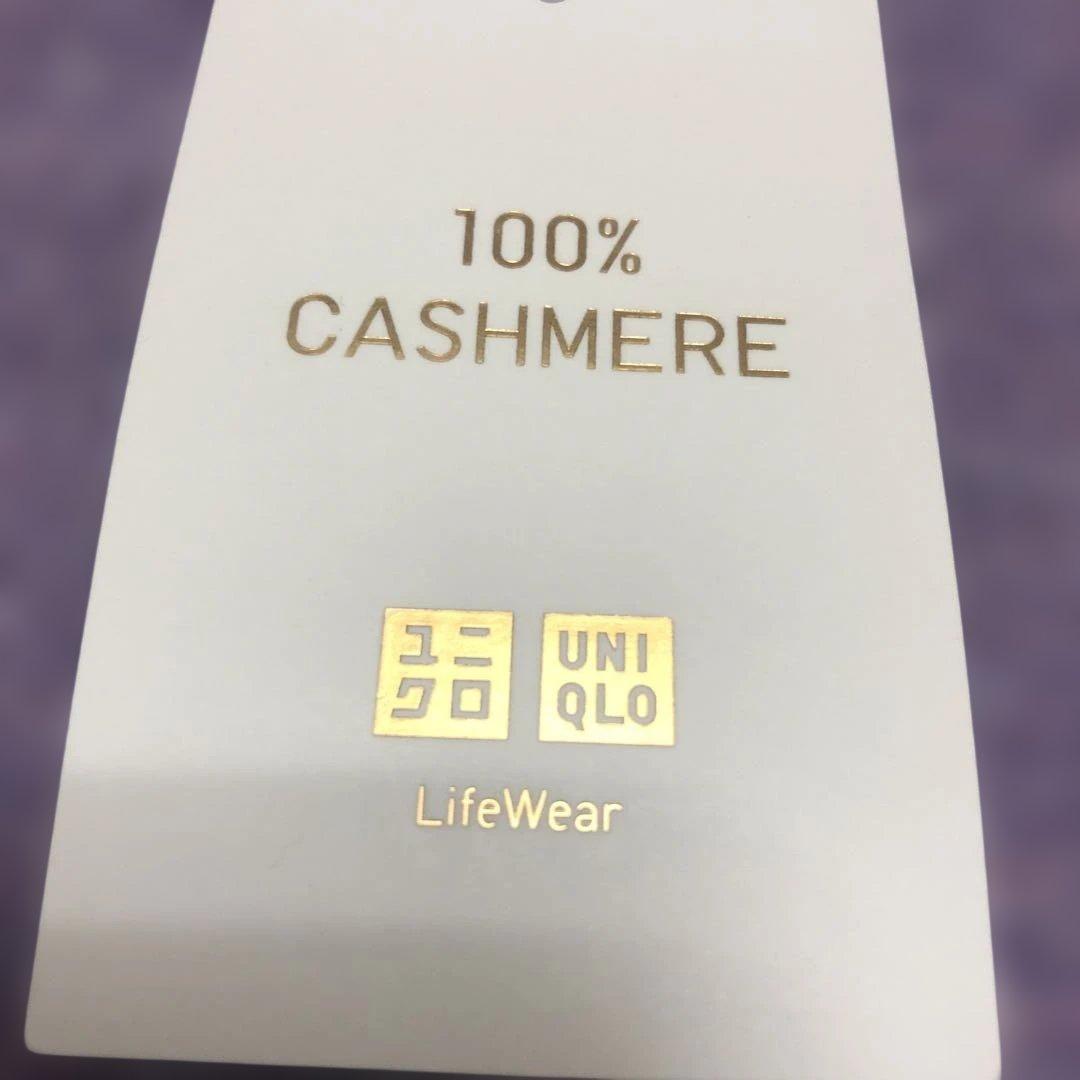 100%
CASHMERE
ユニ
クロ
UNI
QLO
LifeWear